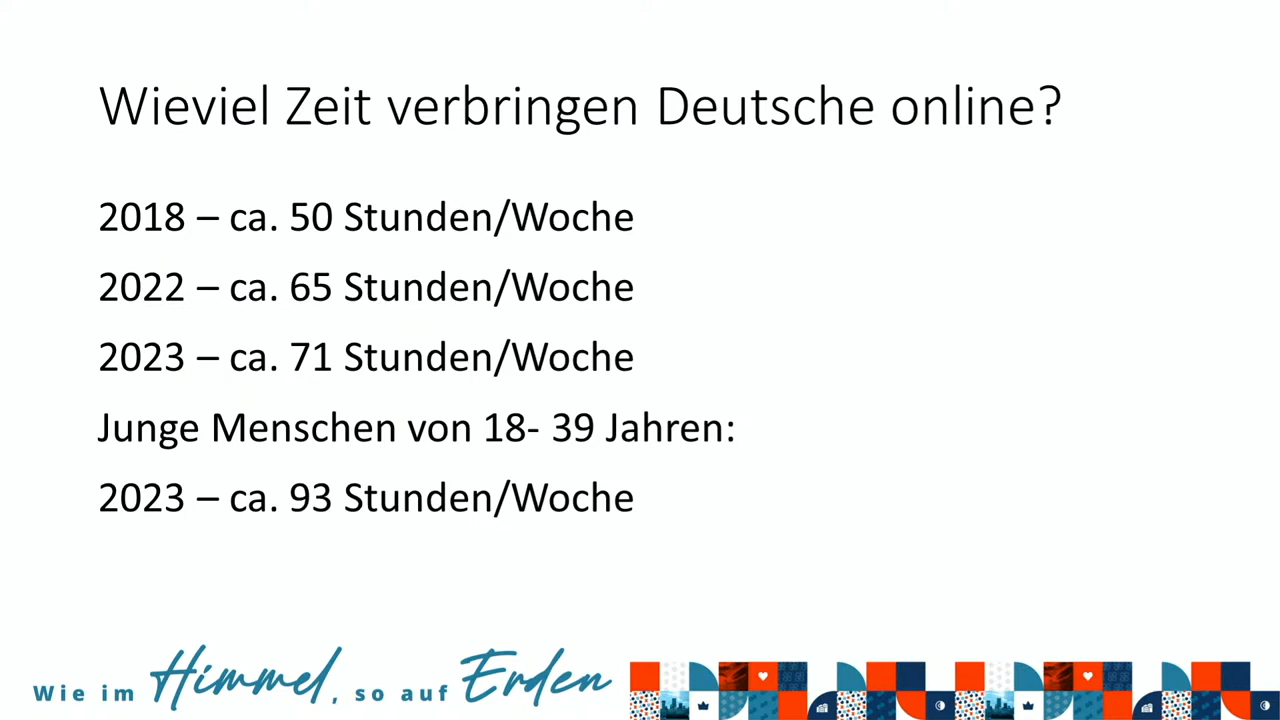 Wieviel Zeit verbringen Deutsche online?
2018 – ca. 50 Stunden/Woche
2022 – ca. 65 Stunden/Woche
2023 – ca. 71 Stunden/Woche
Junge Menschen von 18- 39 Jahren:
2023 – ca. 93 Stunden/Woche
Wie im Himmel, so auf Erden